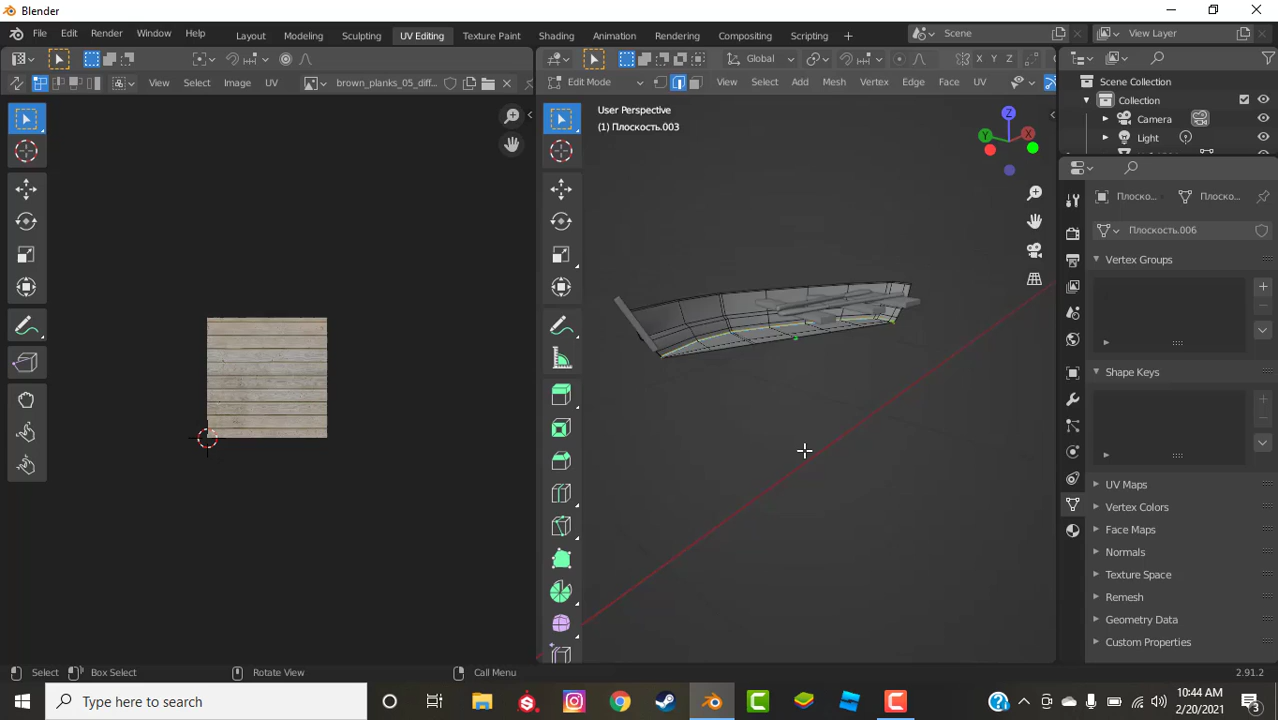 Blender
File Edit Render Window Help Layout Modeling Sculpting UV Editing Texture Paint Shading Animation Rendering Compositing Scripting Scene View Layer
Global X Y Z
View Select Image UV brown_planks_05_diff... Edit Mode View Select Add Mesh Vertex Edge Face UV
Scene Collection
Collection
Camera
Light
User Perspective
(1) Плоскость.003
Z
Y X
Плоско... Плоско...
Плоскость.006
Vertex Groups
Shape Keys
UV Maps
Vertex Colors
Face Maps
Normals
Texture Space
Remesh
Geometry Data
Custom Properties
Select Box Select Rotate View Call Menu 2.91.2
Type here to search
10:44 AM
2/20/2021
3